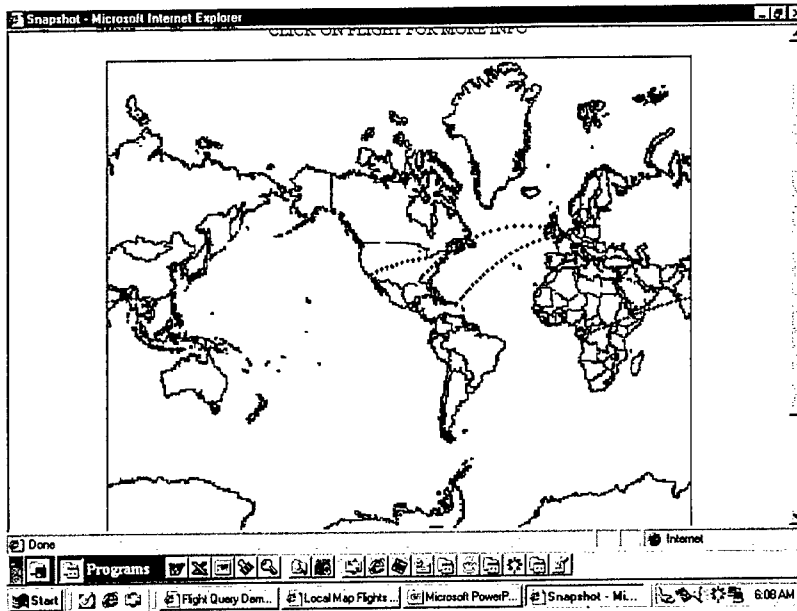 Snapshot - Microsoft Internet Explorer
CLICK ON FLIGHT FOR MORE INFO
Done
Internet
Programs
Start
Flight Query Dem...
Local Map Flights ...
Microsoft PowerP...
Snapshot - Mi...
6:08 AM